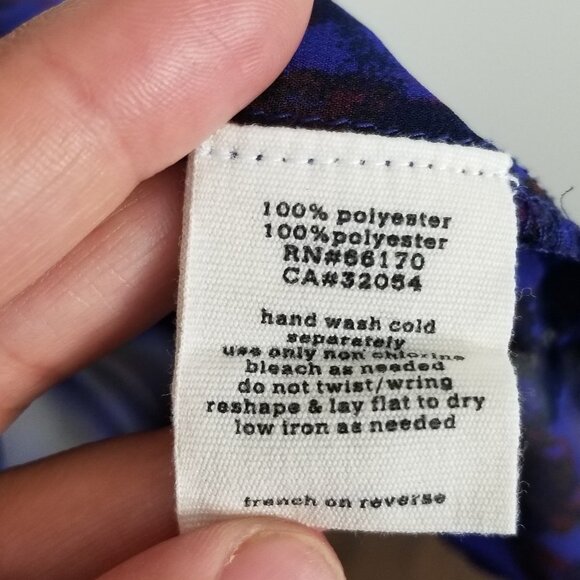 100% polyester
100%polyester
RN#66170
CA#32054
hand wash cold
separately
use only non chlorine
bleach as needed
do not twist/wring
reshape & lay flat to dry
low iron as needed
french on reverse